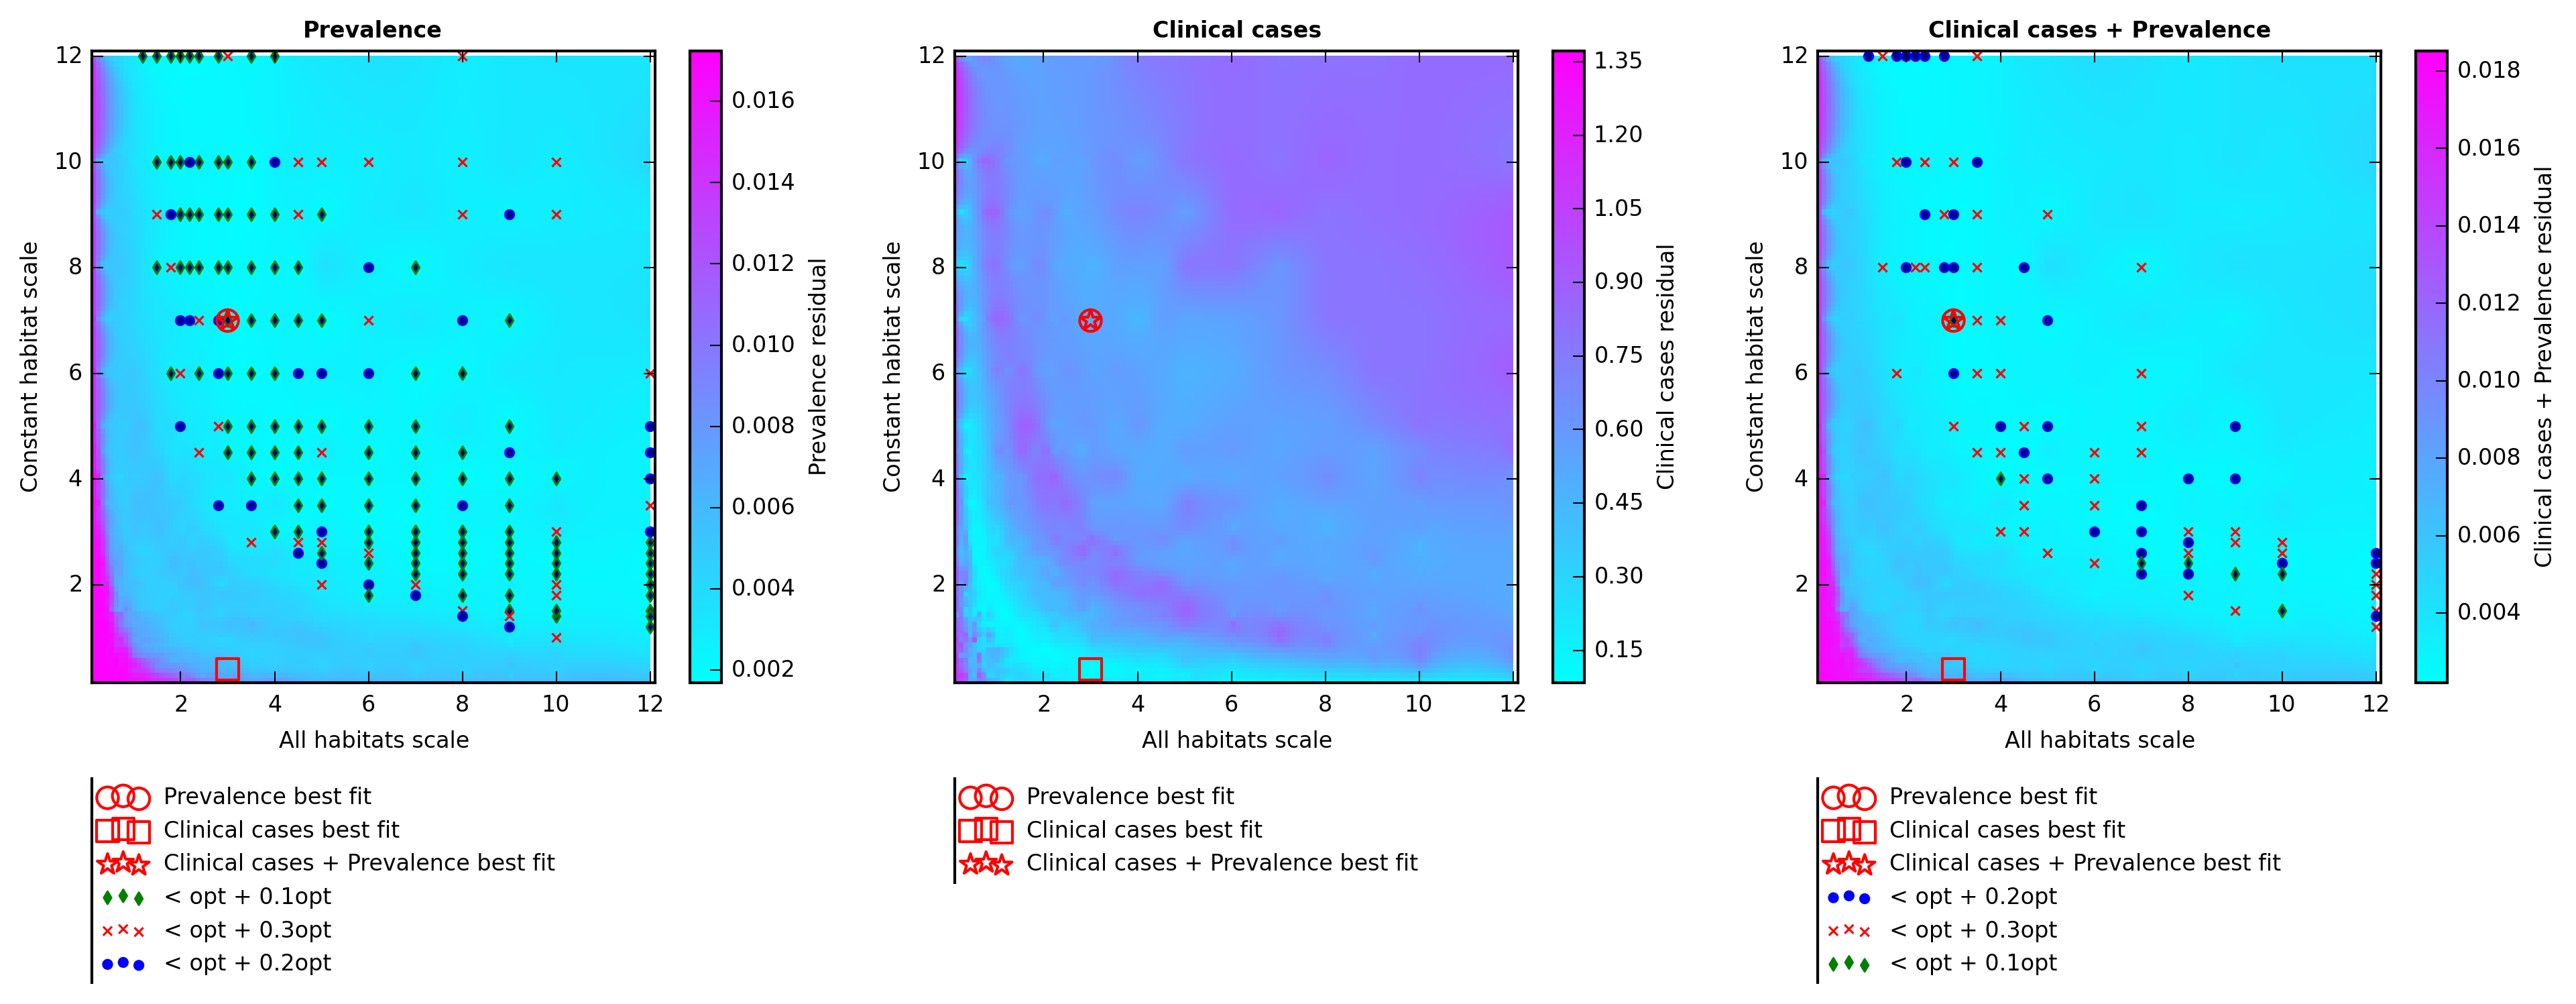 Prevalence
Clinical cases
Clinical cases + Prevalence
12
10
8
6
4
2
2 4 6 8 10 12
Constant habitat scale
All habitats scale
0.016
0.014
0.012
0.010
0.008
0.006
0.004
0.002
Prevalence residual
12
10
8
6
4
2
2 4 6 8 10 12
Constant habitat scale
All habitats scale
1.35
1.20
1.05
0.90
0.75
0.60
0.45
0.30
0.15
Clinical cases residual
12
10
8
6
4
2
2 4 6 8 10 12
Constant habitat scale
All habitats scale
0.018
0.016
0.014
0.012
0.010
0.008
0.006
0.004
Clinical cases + Prevalence residual
Prevalence best fit
Clinical cases best fit
Clinical cases + Prevalence best fit
< opt + 0.1opt
< opt + 0.3opt
< opt + 0.2opt
Prevalence best fit
Clinical cases best fit
Clinical cases + Prevalence best fit
Prevalence best fit
Clinical cases best fit
Clinical cases + Prevalence best fit
< opt + 0.2opt
< opt + 0.3opt
< opt + 0.1opt